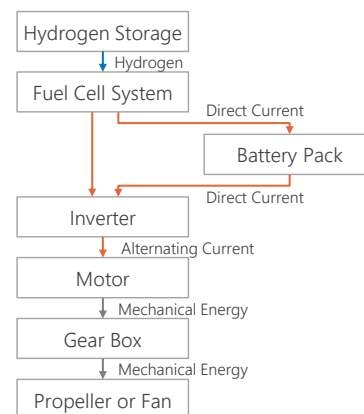 Hydrogen Storage
Hydrogen
Fuel Cell System
Direct Current
Battery Pack
Direct Current
Inverter
Alternating Current
Motor
Mechanical Energy
Gear Box
Mechanical Energy
Propeller or Fan